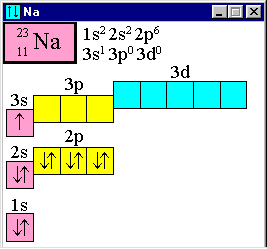 Na
23
11 Na
1s² 2s² 2p⁶
3s¹ 3p⁰ 3d⁰
3d
3p
3s
↑
2p
2s
↓↑ ↓↑ ↓↑
↓↑
1s
↓↑